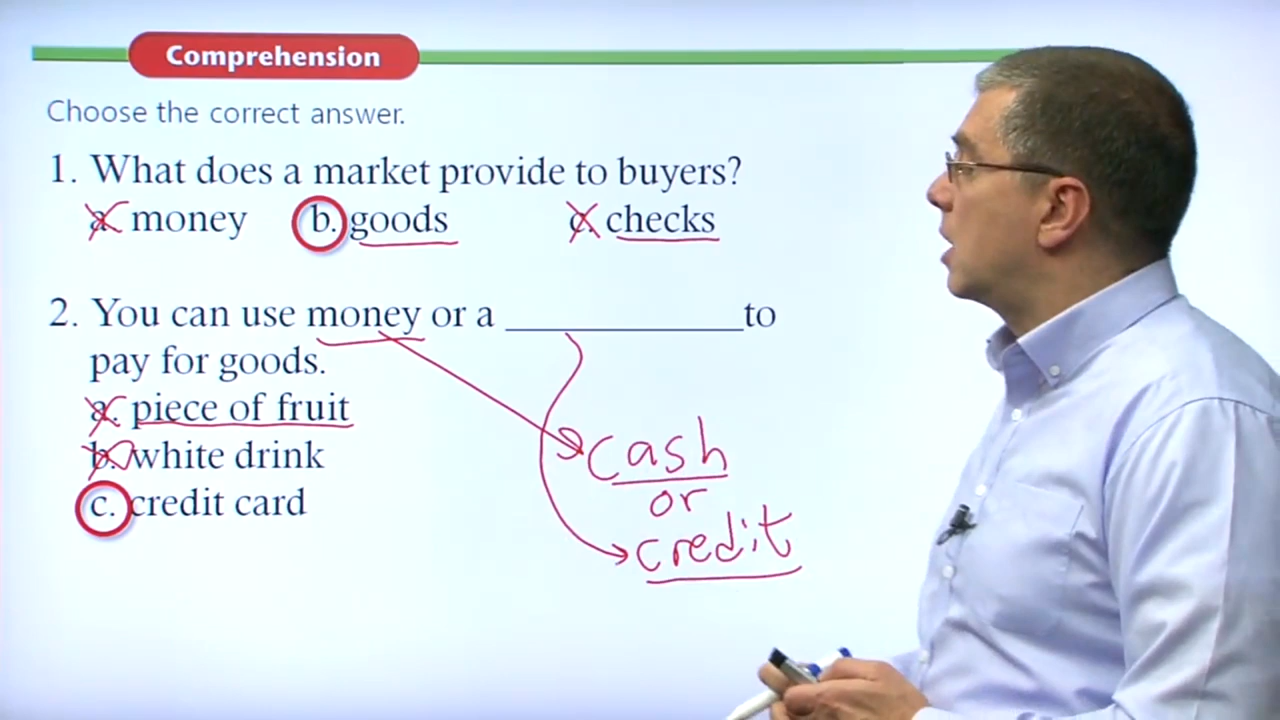 Comprehension
Choose the correct answer.
1. What does a market provide to buyers?
a. money b. goods c. checks
2. You can use money or a ____________ to
pay for goods.
a. piece of fruit
b. white drink
c. credit card
cash
or
credit